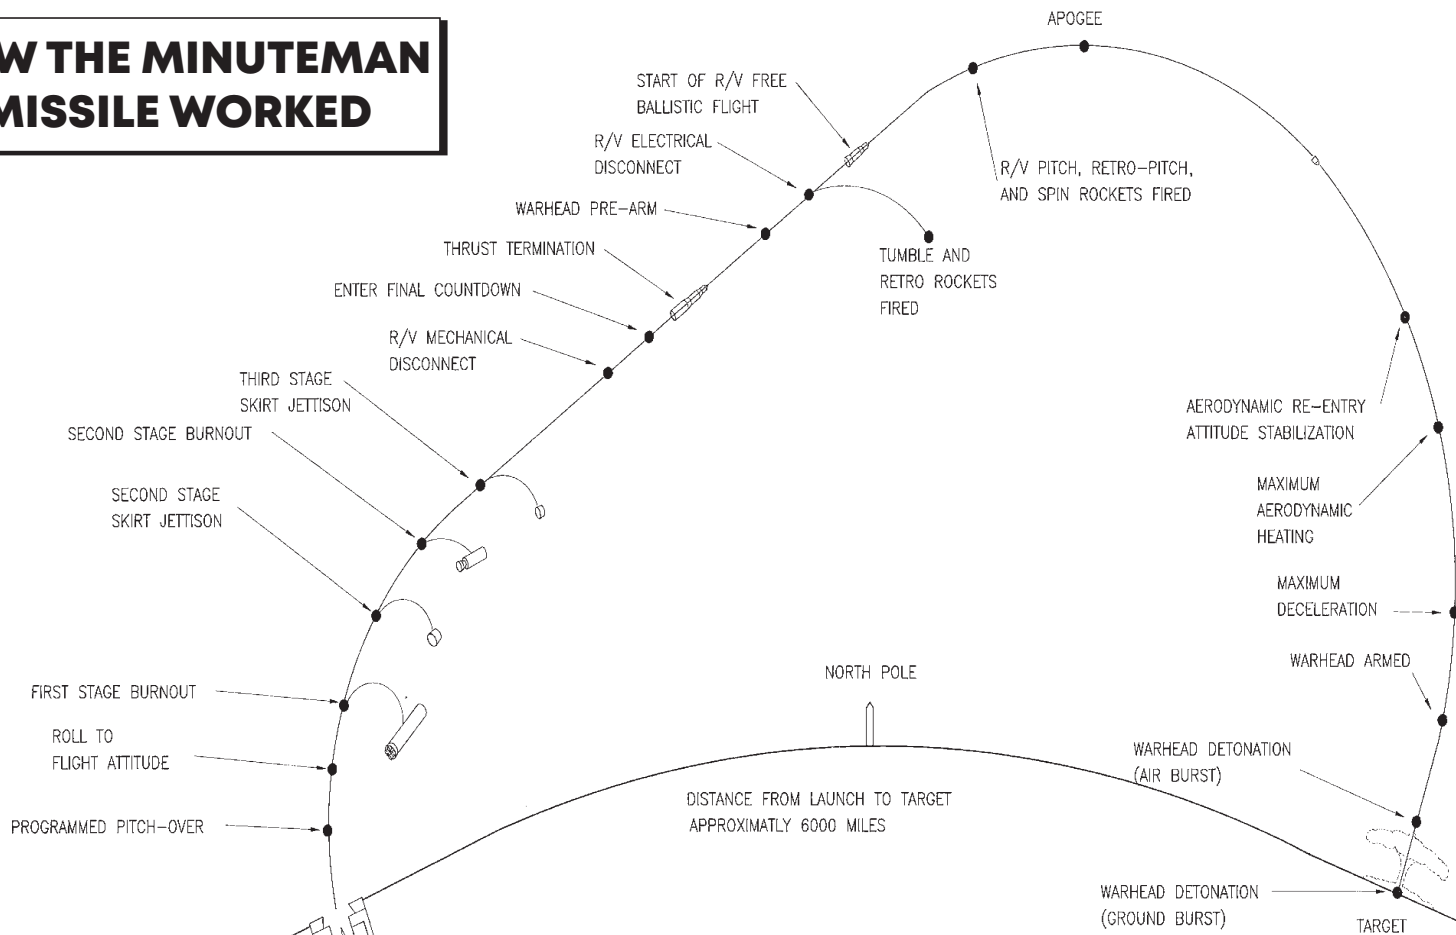 W THE MINUTEMAN
MISSILE WORKED
APOGEE
START OF R/V FREE
BALLISTIC FLIGHT
R/V ELECTRICAL
DISCONNECT
R/V PITCH, RETRO-PITCH,
AND SPIN ROCKETS FIRED
WARHEAD PRE-ARM
THRUST TERMINATION
TUMBLE AND
RETRO ROCKETS
FIRED
ENTER FINAL COUNTDOWN
R/V MECHANICAL
DISCONNECT
THIRD STAGE
SKIRT JETTISON
AERODYNAMIC RE-ENTRY
ATTITUDE STABILIZATION
SECOND STAGE BURNOUT
SECOND STAGE
SKIRT JETTISON
MAXIMUM
AERODYNAMIC
HEATING
MAXIMUM
DECELERATION
WARHEAD ARMED
NORTH POLE
FIRST STAGE BURNOUT
ROLL TO
FLIGHT ATTITUDE
WARHEAD DETONATION
(AIR BURST)
DISTANCE FROM LAUNCH TO TARGET
APPROXIMATLY 6000 MILES
PROGRAMMED PITCH-OVER
WARHEAD DETONATION
(GROUND BURST)
TARGET